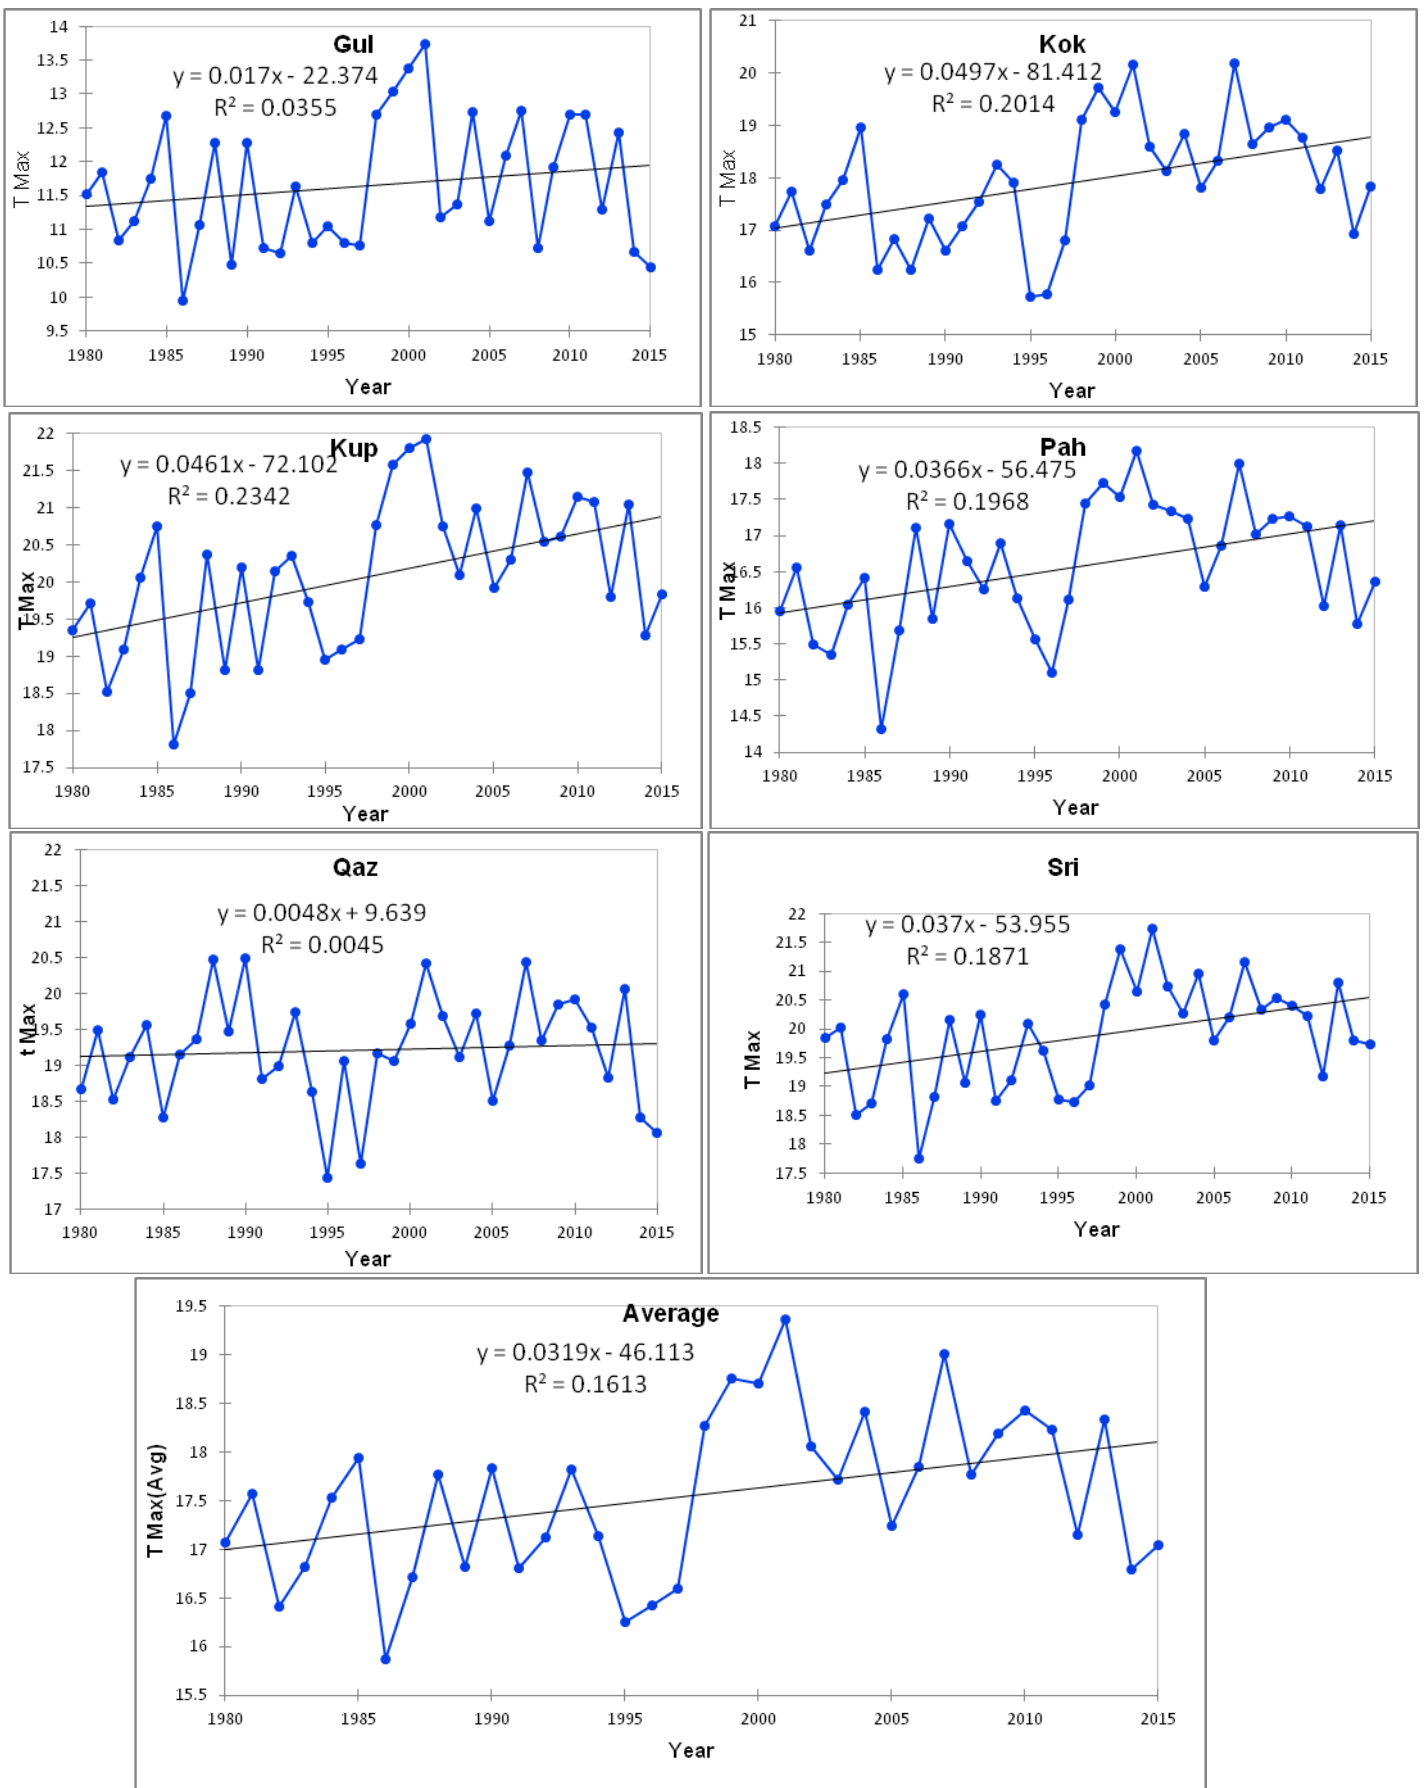 Gul
y = 0.017x - 22.374
R² = 0.0355
T Max
14
13.5
13
12.5
12
11.5
11
10.5
10
9.5
1980 1985 1990 1995 2000 2005 2010 2015
Year
Kok
y = 0.0497x - 81.412
R² = 0.2014
T Max
21
20
19
18
17
16
15
1980 1985 1990 1995 2000 2005 2010 2015
Year
Kup
y = 0.0461x - 72.102
R² = 0.2342
T Max
22
21.5
21
20.5
20
19.5
19
18.5
18
17.5
1980 1985 1990 1995 2000 2005 2010 2015
Year
Pah
y = 0.0366x - 56.475
R² = 0.1968
T Max
18.5
18
17.5
17
16.5
16
15.5
15
14.5
14
1980 1985 1990 1995 2000 2005 2010 2015
Year
Qaz
y = 0.0048x + 9.639
R² = 0.0045
t Max
22
21.5
21
20.5
20
19.5
19
18.5
18
17.5
17
1980 1985 1990 1995 2000 2005 2010 2015
Year
Sri
y = 0.037x - 53.955
R² = 0.1871
T Max
22
21.5
21
20.5
20
19.5
19
18.5
18
17.5
1980 1985 1990 1995 2000 2005 2010 2015
Year
Average
y = 0.0319x - 46.113
R² = 0.1613
T Max(Avg)
19.5
19
18.5
18
17.5
17
16.5
16
15.5
1980 1985 1990 1995 2000 2005 2010 2015
Year